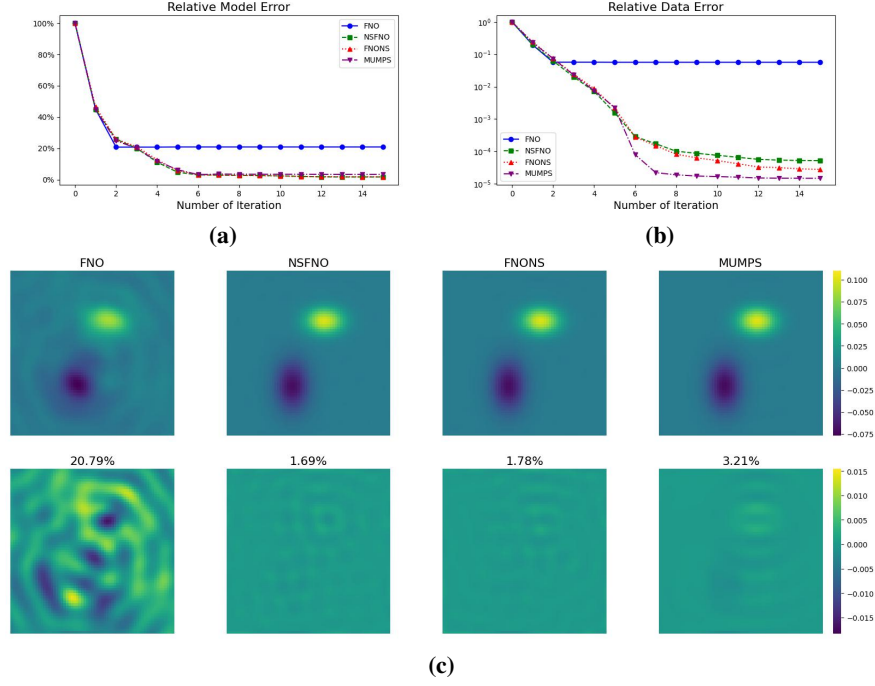 Relative Model Error
100%
80%
60%
40%
20%
0%
0 2 4 6 8 10 12 14
Number of Iteration
FNO
NSFNO
FNONS
MUMPS
(a)
Relative Data Error
10⁰
10⁻¹
10⁻²
10⁻³
10⁻⁴
10⁻⁵
0 2 4 6 8 10 12 14
Number of Iteration
FNO
NSFNO
FNONS
MUMPS
(b)
FNO NSFNO FNONS MUMPS
0.100
0.075
0.050
0.025
0.000
−0.025
−0.050
−0.075
20.79% 1.69% 1.78% 3.21%
0.015
0.010
0.005
0.000
−0.005
−0.010
−0.015
(c)